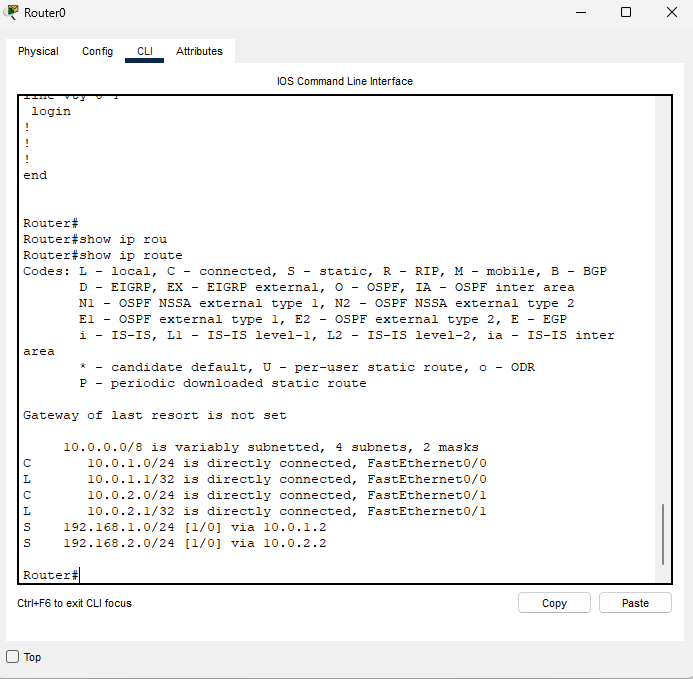 Router0
Physical Config CLI Attributes
IOS Command Line Interface
login
!
!
!
end
Router#
Router#show ip rou
Router#show ip route
Codes: L - local, C - connected, S - static, R - RIP, M - mobile, B - BGP
D - EIGRP, EX - EIGRP external, O - OSPF, IA - OSPF inter area
N1 - OSPF NSSA external type 1, N2 - OSPF NSSA external type 2
E1 - OSPF external type 1, E2 - OSPF external type 2, E - EGP
i - IS-IS, L1 - IS-IS level-1, L2 - IS-IS level-2, ia - IS-IS inter
area
* - candidate default, U - per-user static route, o - ODR
P - periodic downloaded static route
Gateway of last resort is not set
10.0.0.0/8 is variably subnetted, 4 subnets, 2 masks
C 10.0.1.0/24 is directly connected, FastEthernet0/0
L 10.0.1.1/32 is directly connected, FastEthernet0/0
C 10.0.2.0/24 is directly connected, FastEthernet0/1
L 10.0.2.1/32 is directly connected, FastEthernet0/1
S 192.168.1.0/24 [1/0] via 10.0.1.2
S 192.168.2.0/24 [1/0] via 10.0.2.2
Router#
Ctrl+F6 to exit CLI focus
Copy
Paste
Top